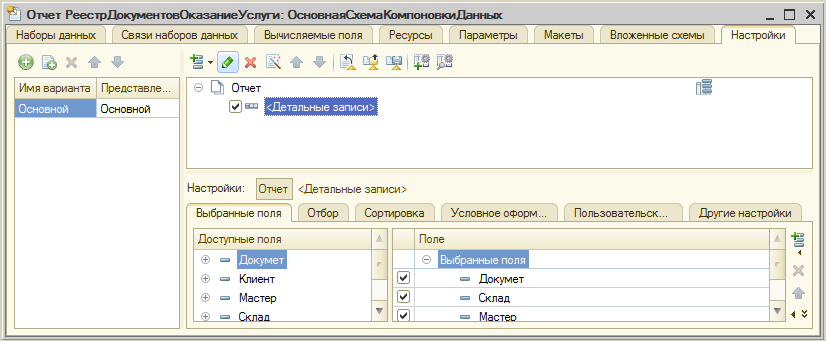 Отчет РеестрДокументовОказаниеУслуги: ОсновнаяСхемаКомпоновкиДанных
Наборы данных Связи наборов данных Вычисляемые поля Ресурсы Параметры Макеты Вложенные схемы Настройки
Имя варианта Представле...
Основной Основной
Отчет
<Детальные записи>
Настройки: Отчет <Детальные записи>
Выбранные поля Отбор Сортировка Условное оформ... Пользовательск... Другие настройки
Доступные поля Поле
Докумет Выбранные поля
Клиент Докумет
Мастер Склад
Склад Мастер